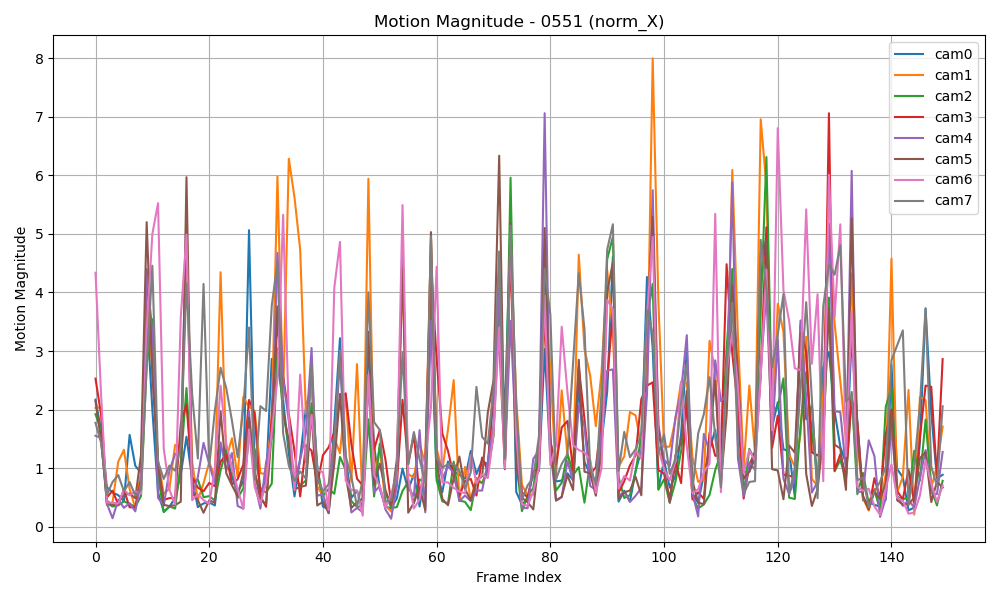 Motion Magnitude - 0551 (norm_X)
Motion Magnitude
8
7
6
5
4
3
2
1
0
0 20 40 60 80 100 120 140
Frame Index
cam0
cam1
cam2
cam3
cam4
cam5
cam6
cam7